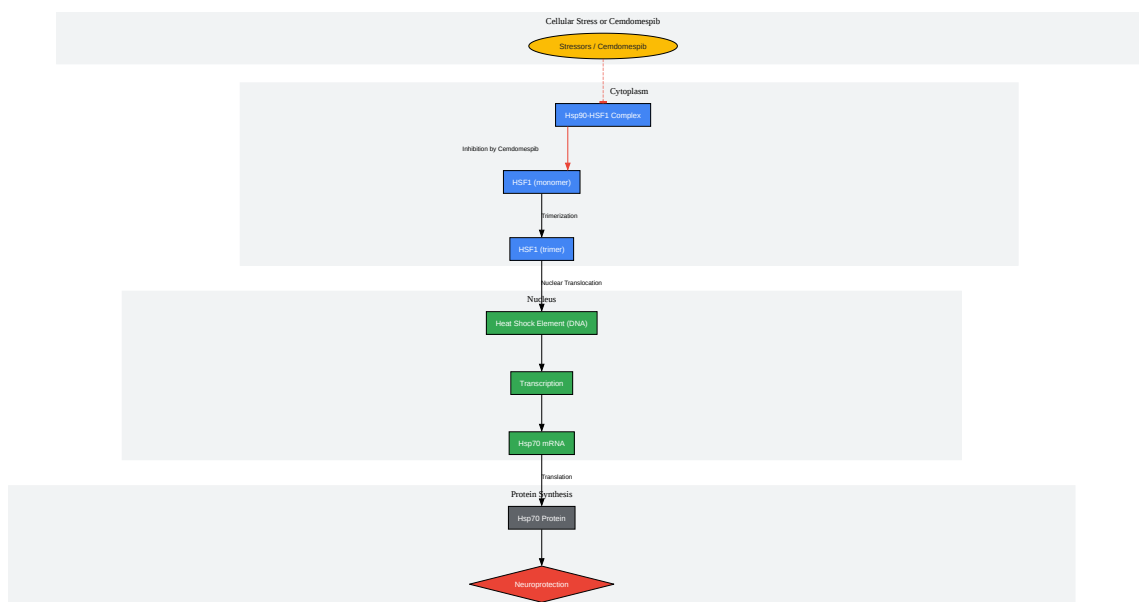 Cellular Stress or Cemdomespib
Stressors / Cemdomespib
Cytoplasm
Hsp90-HSF1 Complex
Inhibition by Cemdomespib
HSF1 (monomer)
Trimerization
HSF1 (trimer)
Nuclear Translocation
Nucleus
Heat Shock Element (DNA)
Transcription
Hsp70 mRNA
Translation
Protein Synthesis
Hsp70 Protein
Neuroprotection